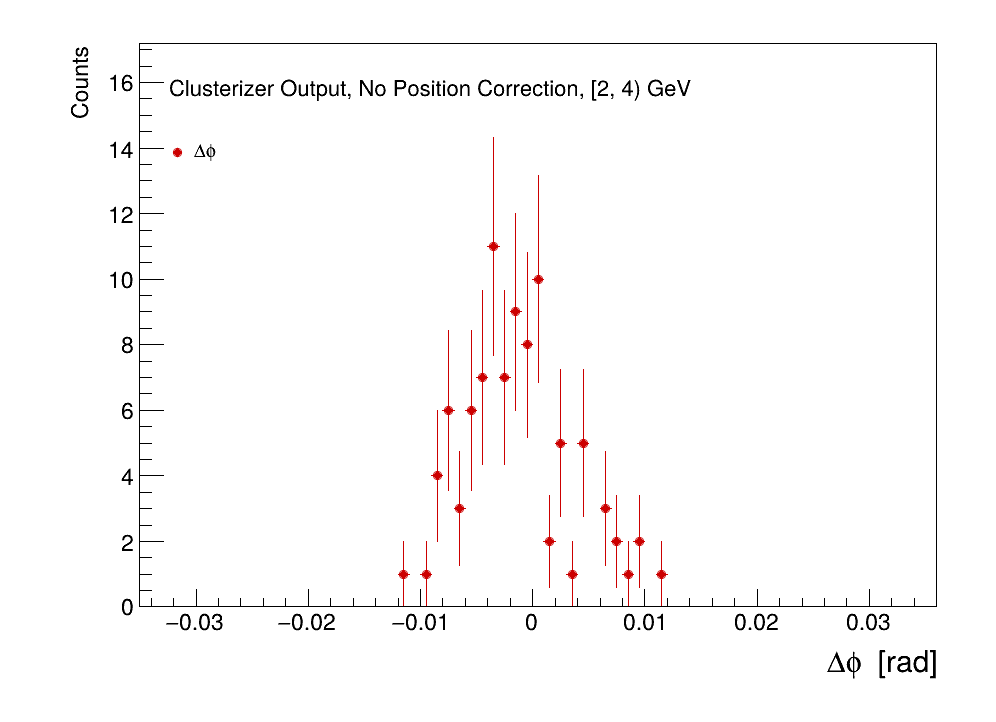 Counts
Clusterizer Output, No Position Correction, [2, 4) GeV
Δϕ
16
14
12
10
8
6
4
2
0
−0.03 −0.02 −0.01 0 0.01 0.02 0.03
Δϕ [rad]